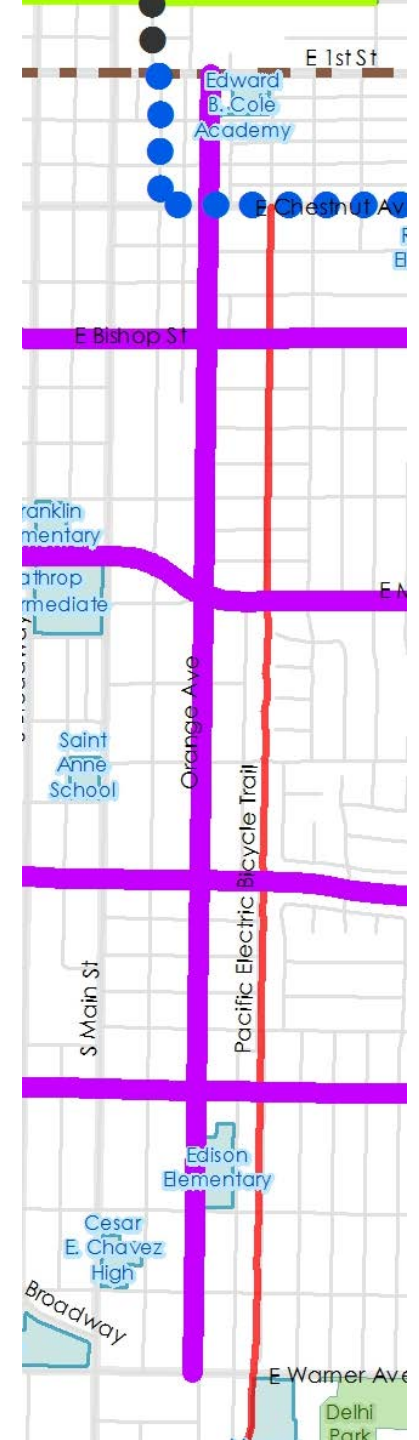 E 1st St
Edward
B. Cole
Academy
E Chestnut Av
R
El
E Bishop St
ranklin
mentary
athrop
rmediate
E M
Orange Ave
Saint
Anne
School
Pacific Electric Bicycle Trail
S Main St
Edison
Elementary
Cesar
E. Chavez
High
Broadway
E Warner Ave
Delhi
Park